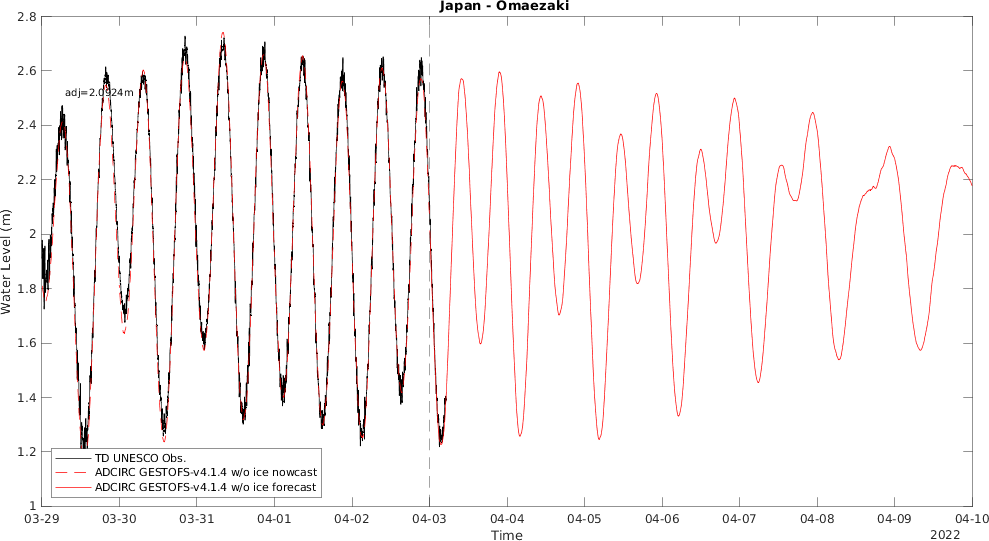 Japan - Omaezaki
2.8
2.6
2.4
2.2
2
1.8
1.6
1.4
1.2
1
Water Level (m)
adj=2.0924m
TD UNESCO Obs.
ADCIRC GESTOFS-v4.1.4 w/o ice nowcast
ADCIRC GESTOFS-v4.1.4 w/o ice forecast
03-29 03-30 03-31 04-01 04-02 04-03 04-04 04-05 04-06 04-07 04-08 04-09 04-10
Time
2022